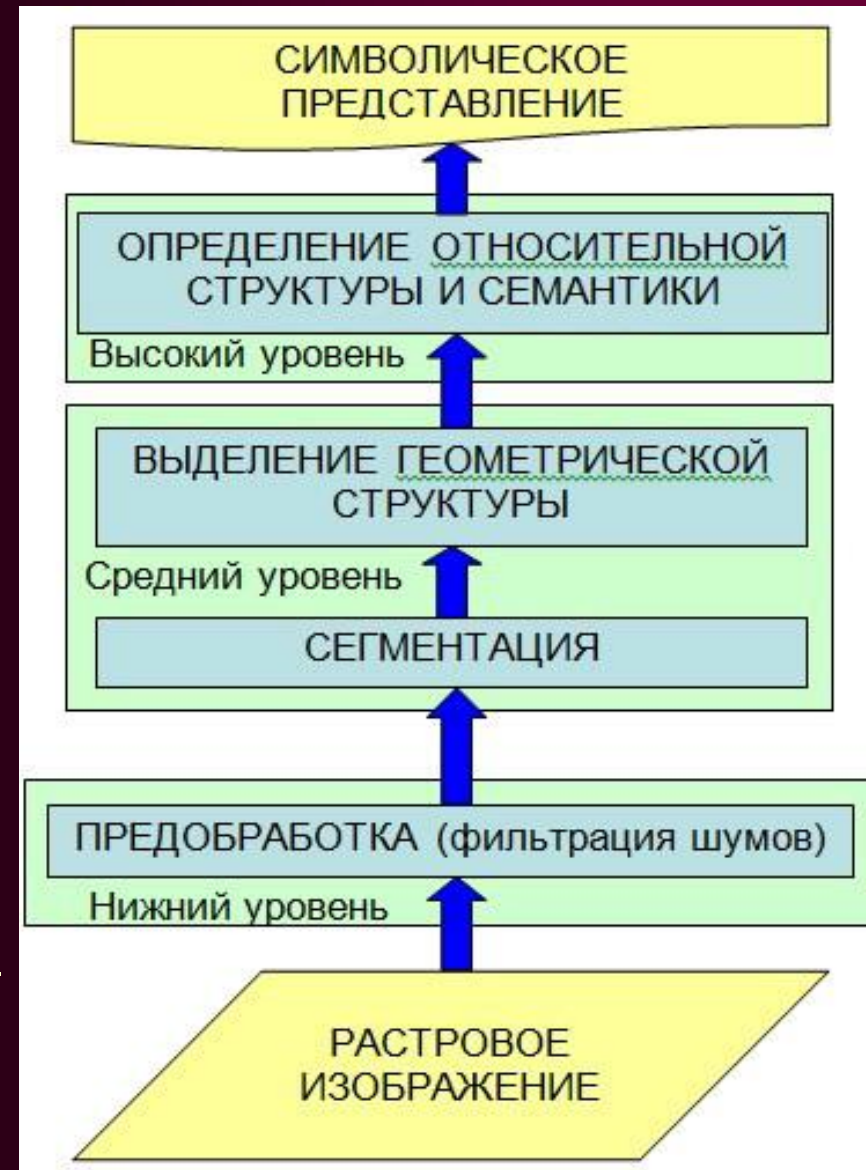 СИМВОЛИЧЕСКОЕ
ПРЕДСТАВЛЕНИЕ
ОПРЕДЕЛЕНИЕ ОТНОСИТЕЛЬНОЙ
СТРУКТУРЫ И СЕМАНТИКИ
Высокий уровень
ВЫДЕЛЕНИЕ ГЕОМЕТРИЧЕСКОЙ
СТРУКТУРЫ
Средний уровень
СЕГМЕНТАЦИЯ
ПРЕДОБРАБОТКА (фильтрация шумов)
Нижний уровень
РАСТРОВОЕ
ИЗОБРАЖЕНИЕ